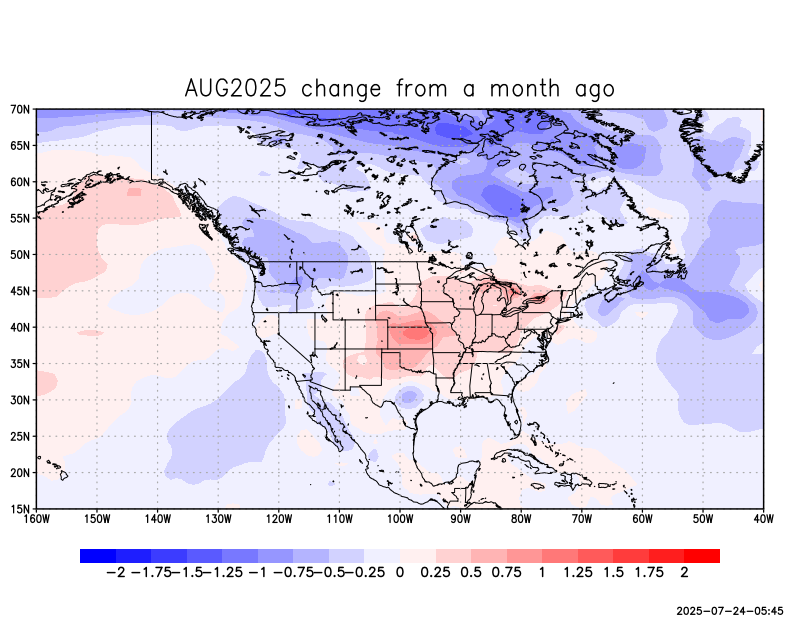 AUG2025 change from a month ago
70N
65N
60N
55N
50N
45N
40N
35N
30N
25N
20N
15N
160W 150W 140W 130W 120W 110W 100W 90W 80W 70W 60W 50W 40W
−2 −1.75 −1.5 −1.25 −1 −0.75 −0.5 −0.25 0 0.25 0.5 0.75 1 1.25 1.5 1.75 2
2025-07-24-05:45